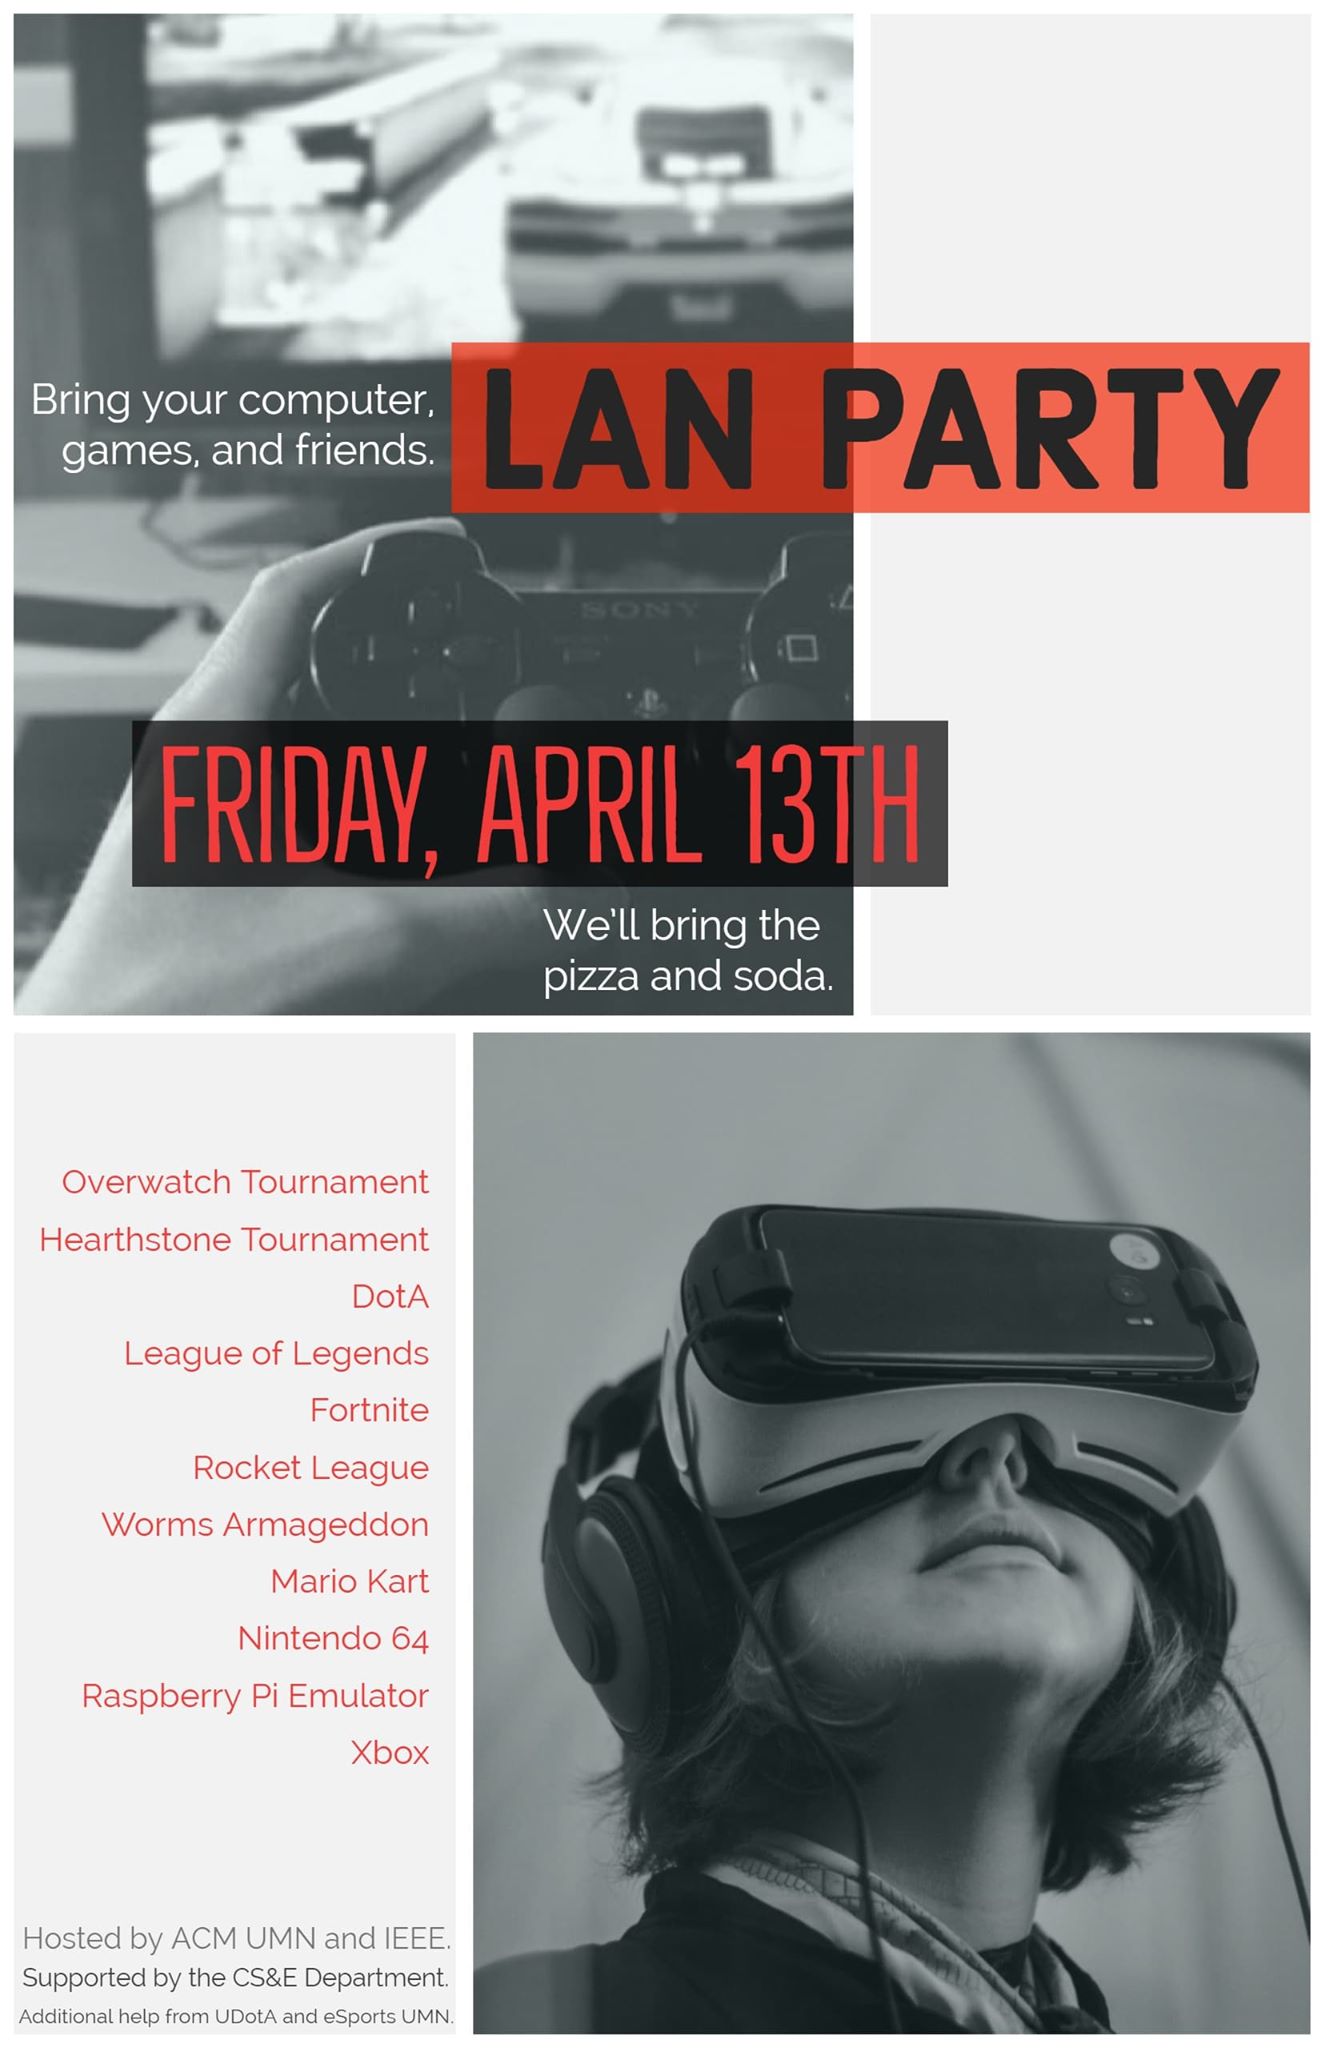 Bring your computer,
games, and friends.
LAN PARTY
SONY
FRIDAY, APRIL 13TH
We'll bring the
pizza and soda.
Overwatch Tournament
Hearthstone Tournament
DotA
League of Legends
Fortnite
Rocket League
Worms Armageddon
Mario Kart
Nintendo 64
Raspberry Pi Emulator
Xbox
Hosted by ACM UMN and IEEE.
Supported by the CS&E Department.
Additional help from UDotA and eSports UMN.